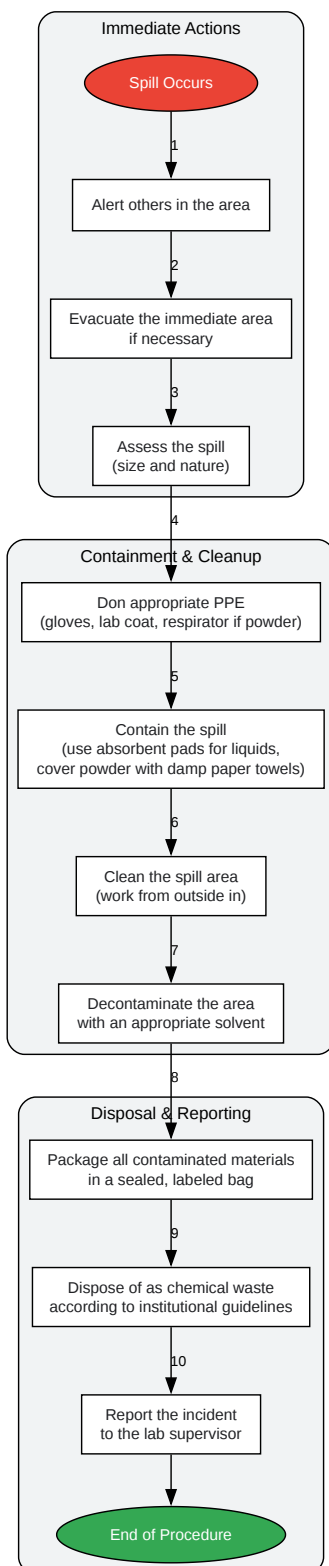 Immediate Actions
Spill Occurs
1
Alert others in the area
2
Evacuate the immediate area
if necessary
3
Assess the spill
(size and nature)
4
Containment & Cleanup
Don appropriate PPE
(gloves, lab coat, respirator if powder)
5
Contain the spill
(use absorbent pads for liquids,
cover powder with damp paper towels)
6
Clean the spill area
(work from outside in)
7
Decontaminate the area
with an appropriate solvent
8
Disposal & Reporting
Package all contaminated materials
in a sealed, labeled bag
9
Dispose of as chemical waste
according to institutional guidelines
10
Report the incident
to the lab supervisor
End of Procedure